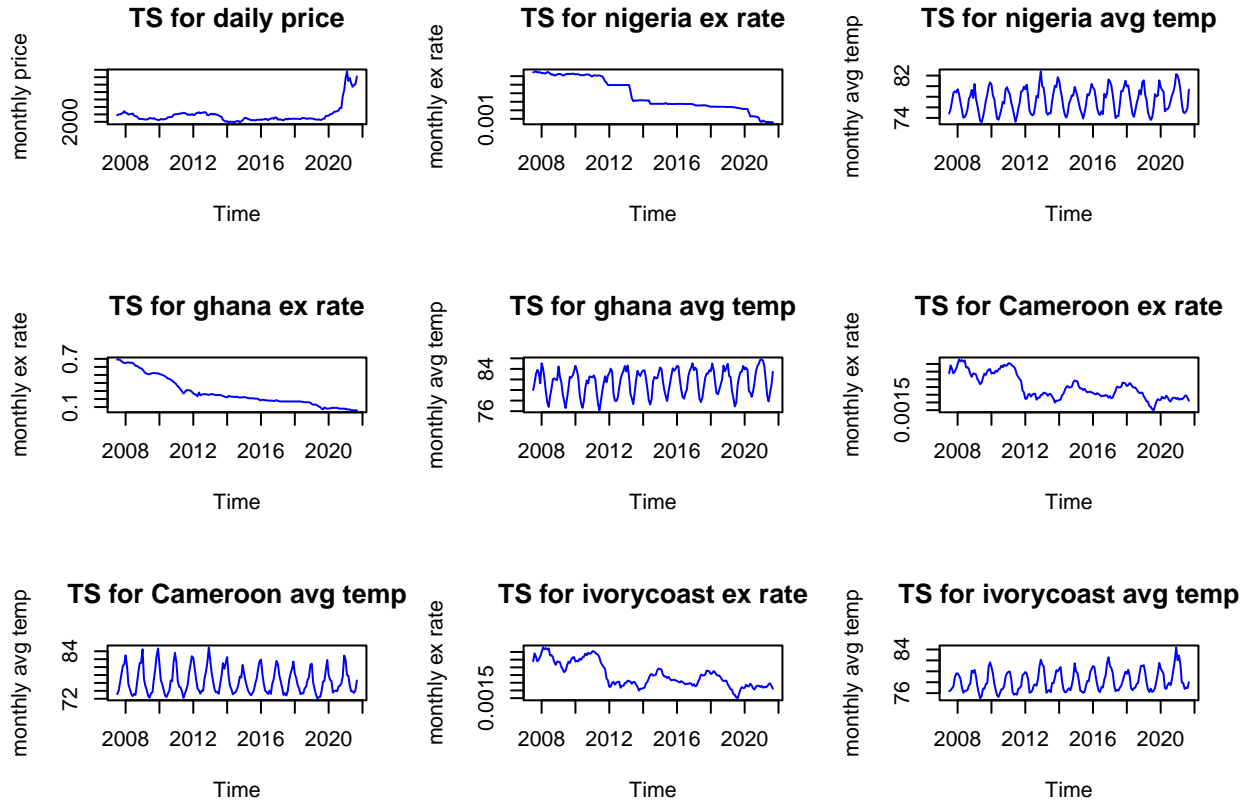 TS for daily price
monthly price
2000
2008 2012 2016 2020
Time
TS for nigeria ex rate
monthly ex rate
0.001
2008 2012 2016 2020
Time
TS for nigeria avg temp
monthly avg temp
74 82
2008 2012 2016 2020
Time
TS for ghana ex rate
monthly ex rate
0.1 0.7
2008 2012 2016 2020
Time
TS for ghana avg temp
monthly avg temp
76 84
2008 2012 2016 2020
Time
TS for Cameroon ex rate
monthly ex rate
0.0015
2008 2012 2016 2020
Time
TS for Cameroon avg temp
monthly avg temp
72 84
2008 2012 2016 2020
Time
TS for ivorycoast ex rate
monthly ex rate
0.0015
2008 2012 2016 2020
Time
TS for ivorycoast avg temp
monthly avg temp
76 84
2008 2012 2016 2020
Time